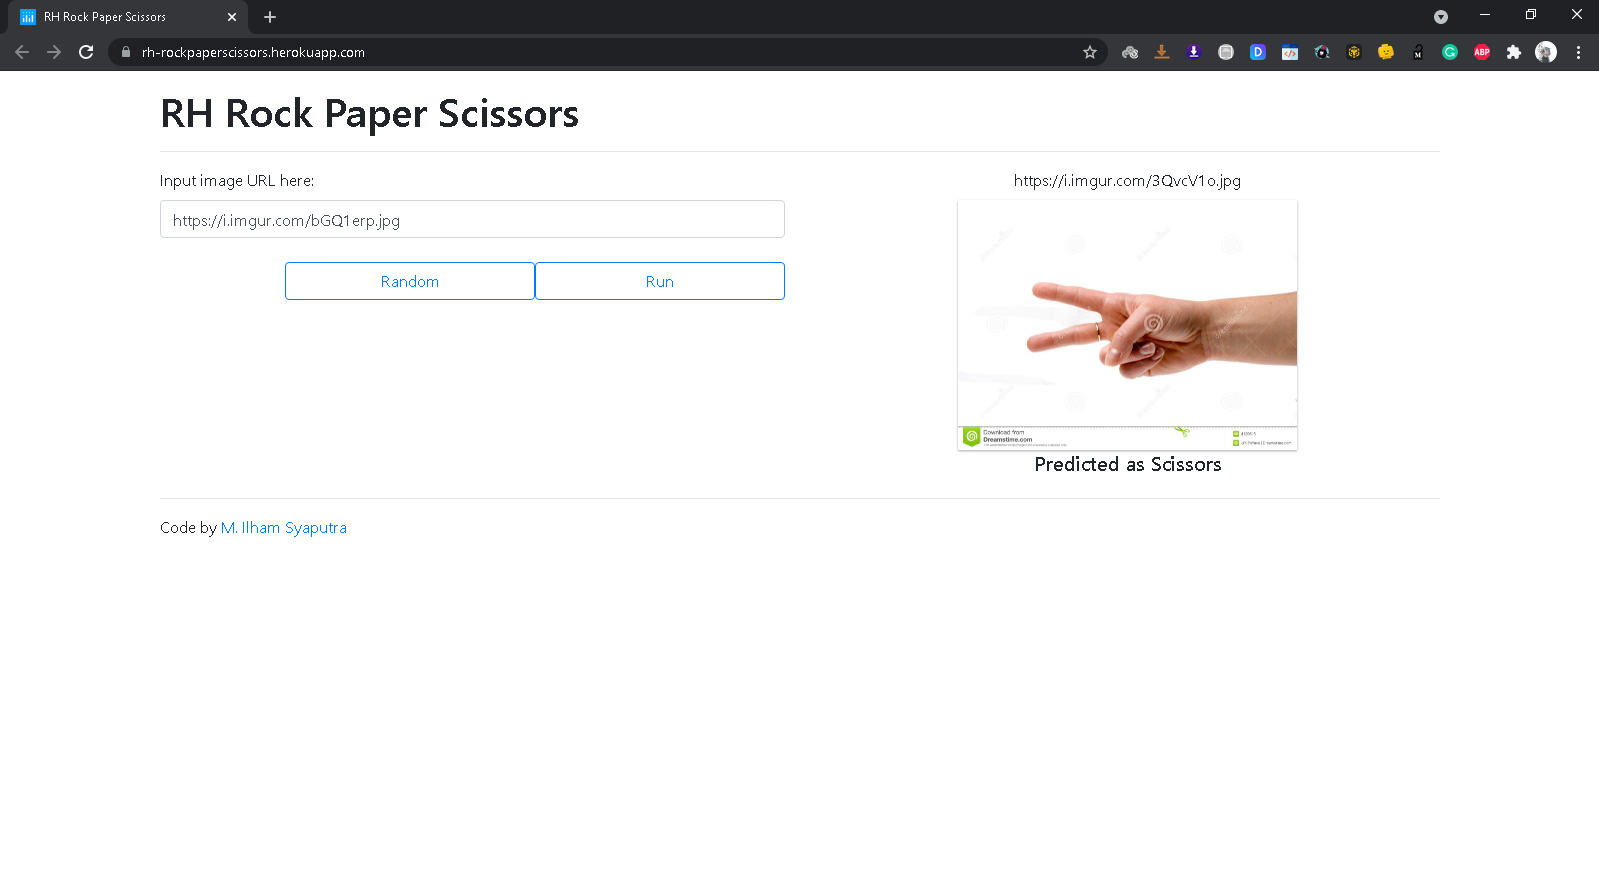 RH Rock Paper Scissors
rh-rockpaperscissors.herokuapp.com
RH Rock Paper Scissors
Input image URL here:
https://i.imgur.com/bGQ1erp.jpg
Random
Run
https://i.imgur.com/3QvcV1o.jpg
Download from
Dreamstime.com
Predicted as Scissors
Code by M. Ilham Syaputra